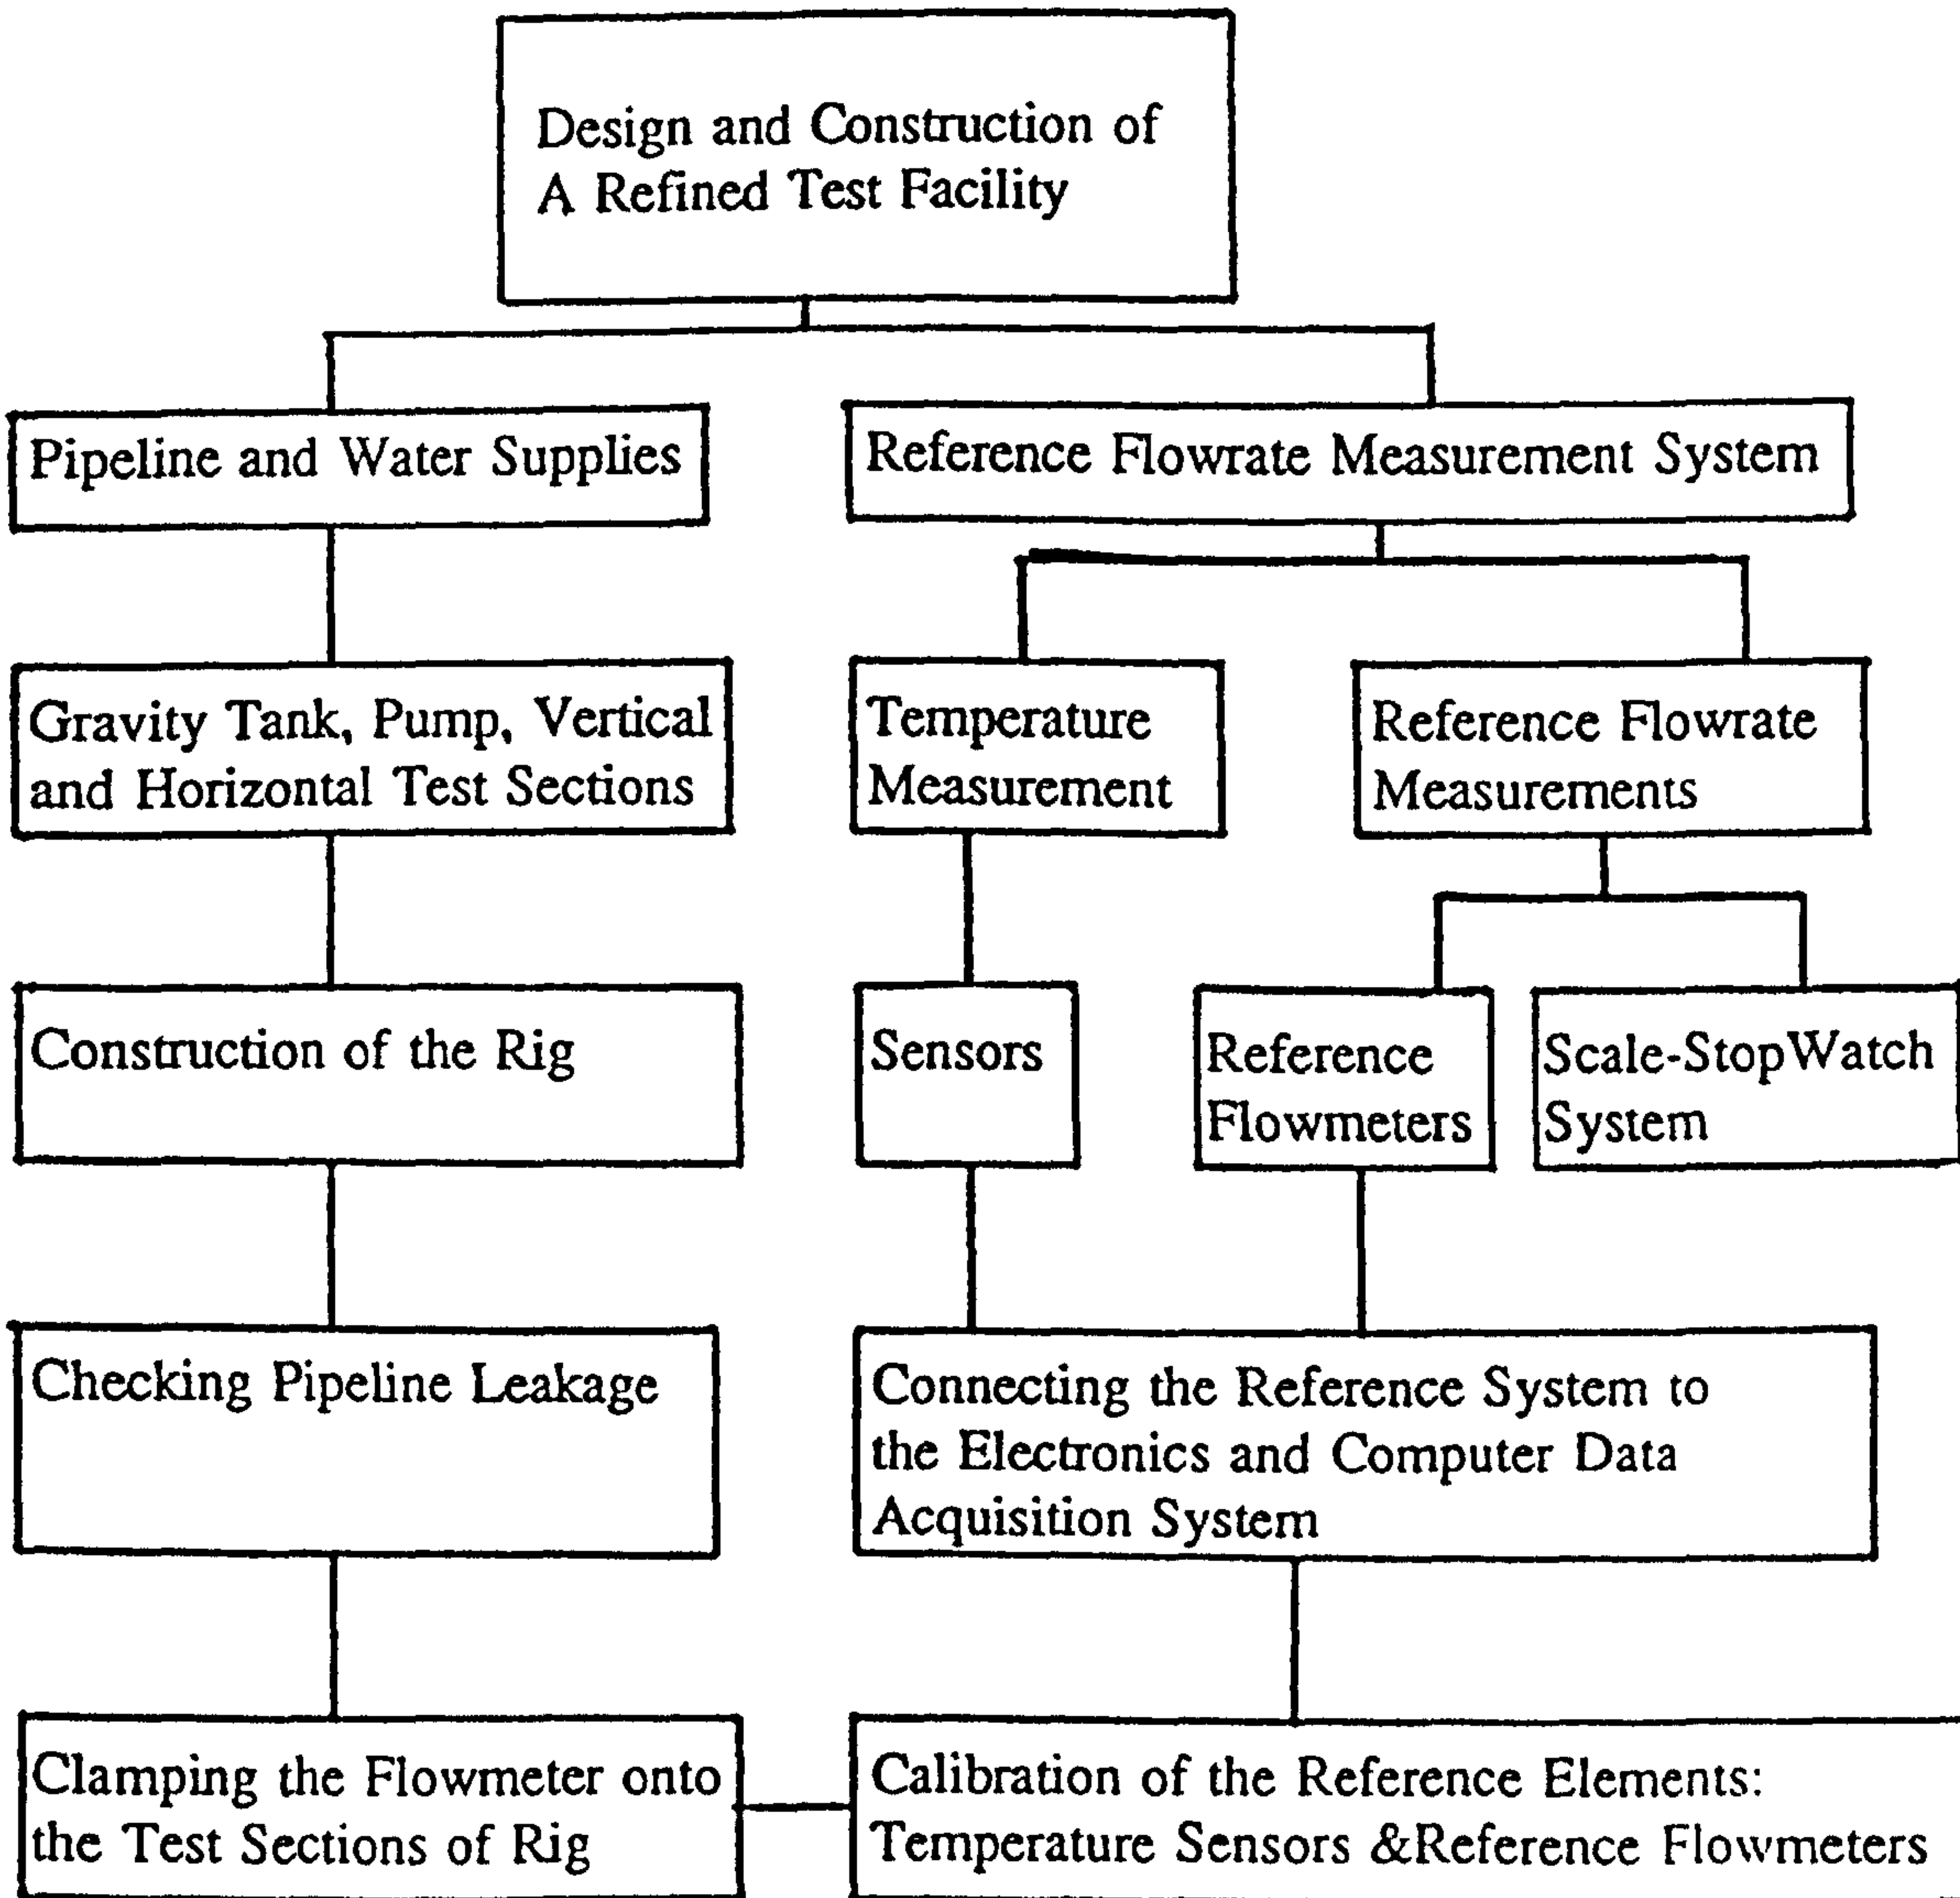 Design and Construction of
A Refined Test Facility
Pipeline and Water Supplies
Reference Flowrate Measurement System
Gravity Tank, Pump, Vertical
and Horizontal Test Sections
Temperature
Measurement
Reference Flowrate
Measurements
Construction of the Rig
Sensors
Reference
Flowmeters
Scale-StopWatch
System
Checking Pipeline Leakage
Connecting the Reference System to
the Electronics and Computer Data
Acquisition System
Clamping the Flowmeter onto
the Test Sections of Rig
Calibration of the Reference Elements:
Temperature Sensors &Reference Flowmeters